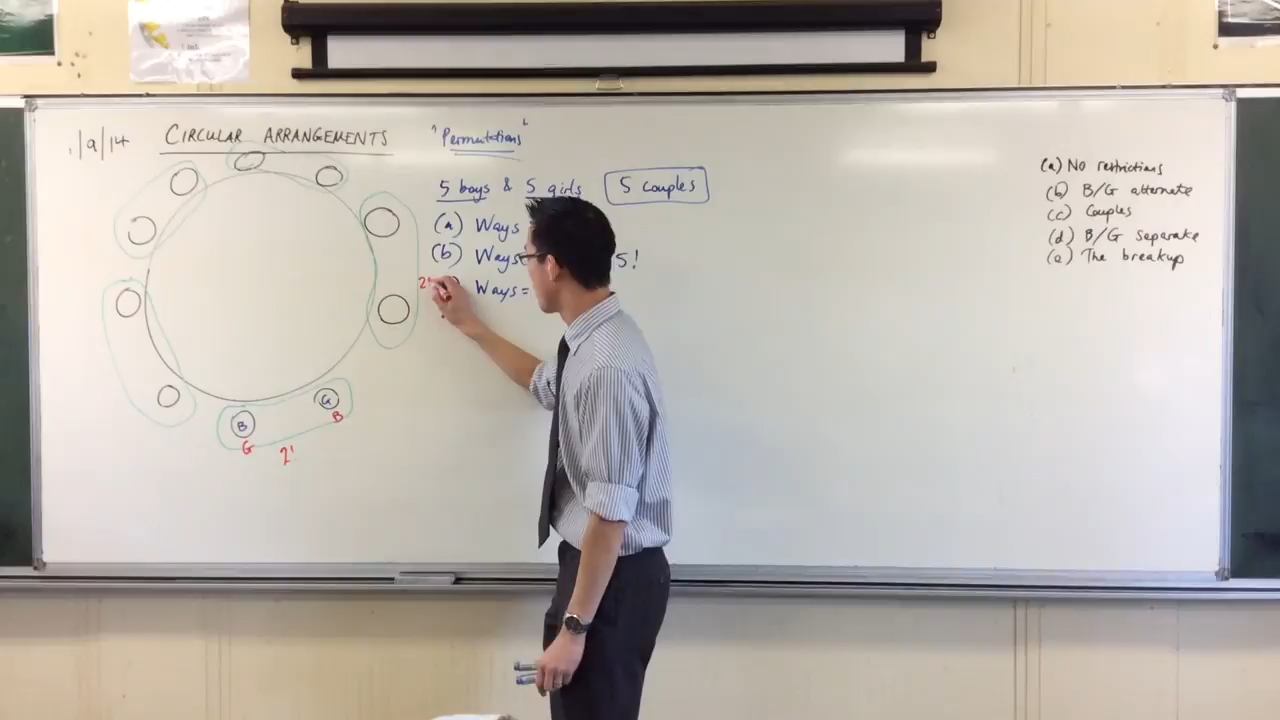 1/9/14 CIRCULAR ARRANGEMENTS
'Permutations'
5 boys & 5 girls 5 couples
(a) Ways
(b) Ways 5!
Ways =
2!
B G
G B
2!
(a) No restrictions
(b) B/G alternate
(c) Couples
(d) B/G separate
(e) The breakup